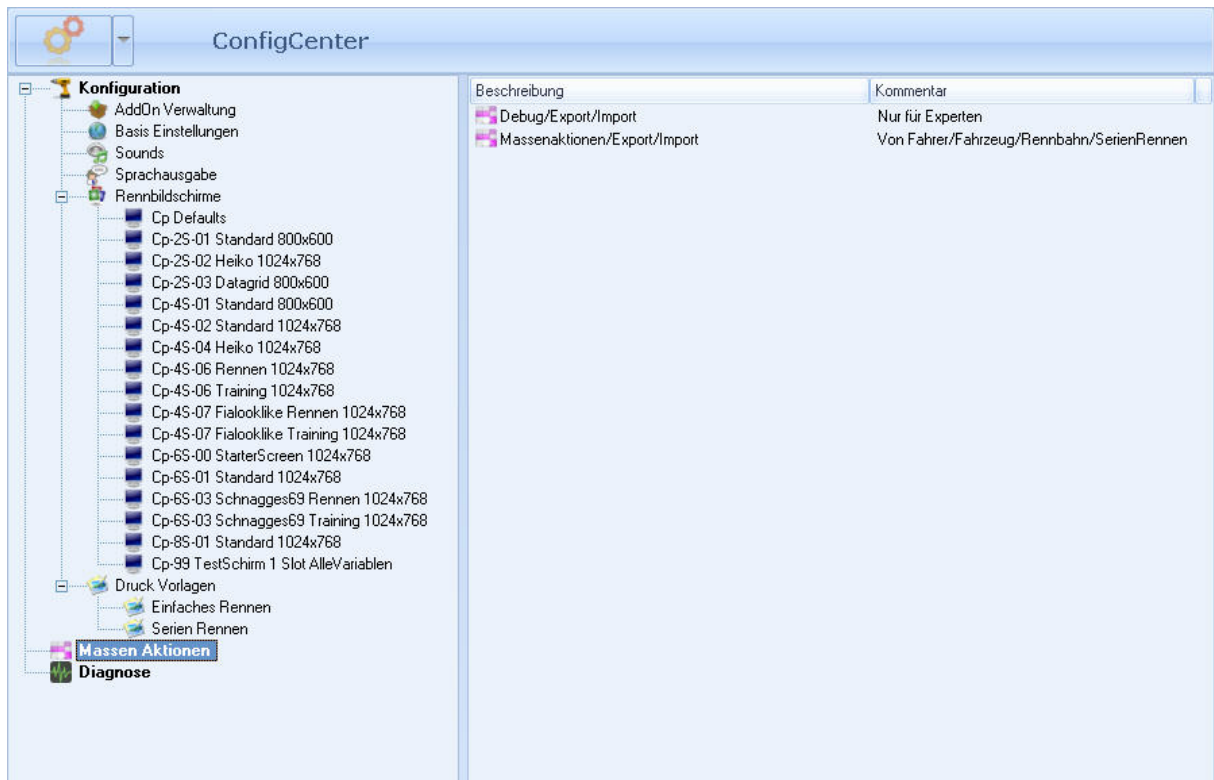 ConfigCenter
Konfiguration
AddOn Verwaltung
Basis Einstellungen
Sounds
Sprachausgabe
Rennbildschirme
Cp Defaults
Cp-2S-01 Standard 800x600
Cp-2S-02 Heiko 1024x768
Cp-2S-03 Datagrid 800x600
Cp-4S-01 Standard 800x600
Cp-4S-02 Standard 1024x768
Cp-4S-04 Heiko 1024x768
Cp-4S-06 Rennen 1024x768
Cp-4S-06 Training 1024x768
Cp-4S-07 Fialooklike Rennen 1024x768
Cp-4S-07 Fialooklike Training 1024x768
Cp-6S-00 StarterScreen 1024x768
Cp-6S-01 Standard 1024x768
Cp-6S-03 Schnagges69 Rennen 1024x768
Cp-6S-03 Schnagges69 Training 1024x768
Cp-8S-01 Standard 1024x768
Cp-99 TestSchirm 1 Slot AlleVariablen
Druck Vorlagen
Einfaches Rennen
Serien Rennen
Massen Aktionen
Diagnose
Beschreibung Kommentar
Debug/Export/Import Nur für Experten
Massenaktionen/Export/Import Von Fahrer/Fahrzeug/Rennbahn/SerienRennen